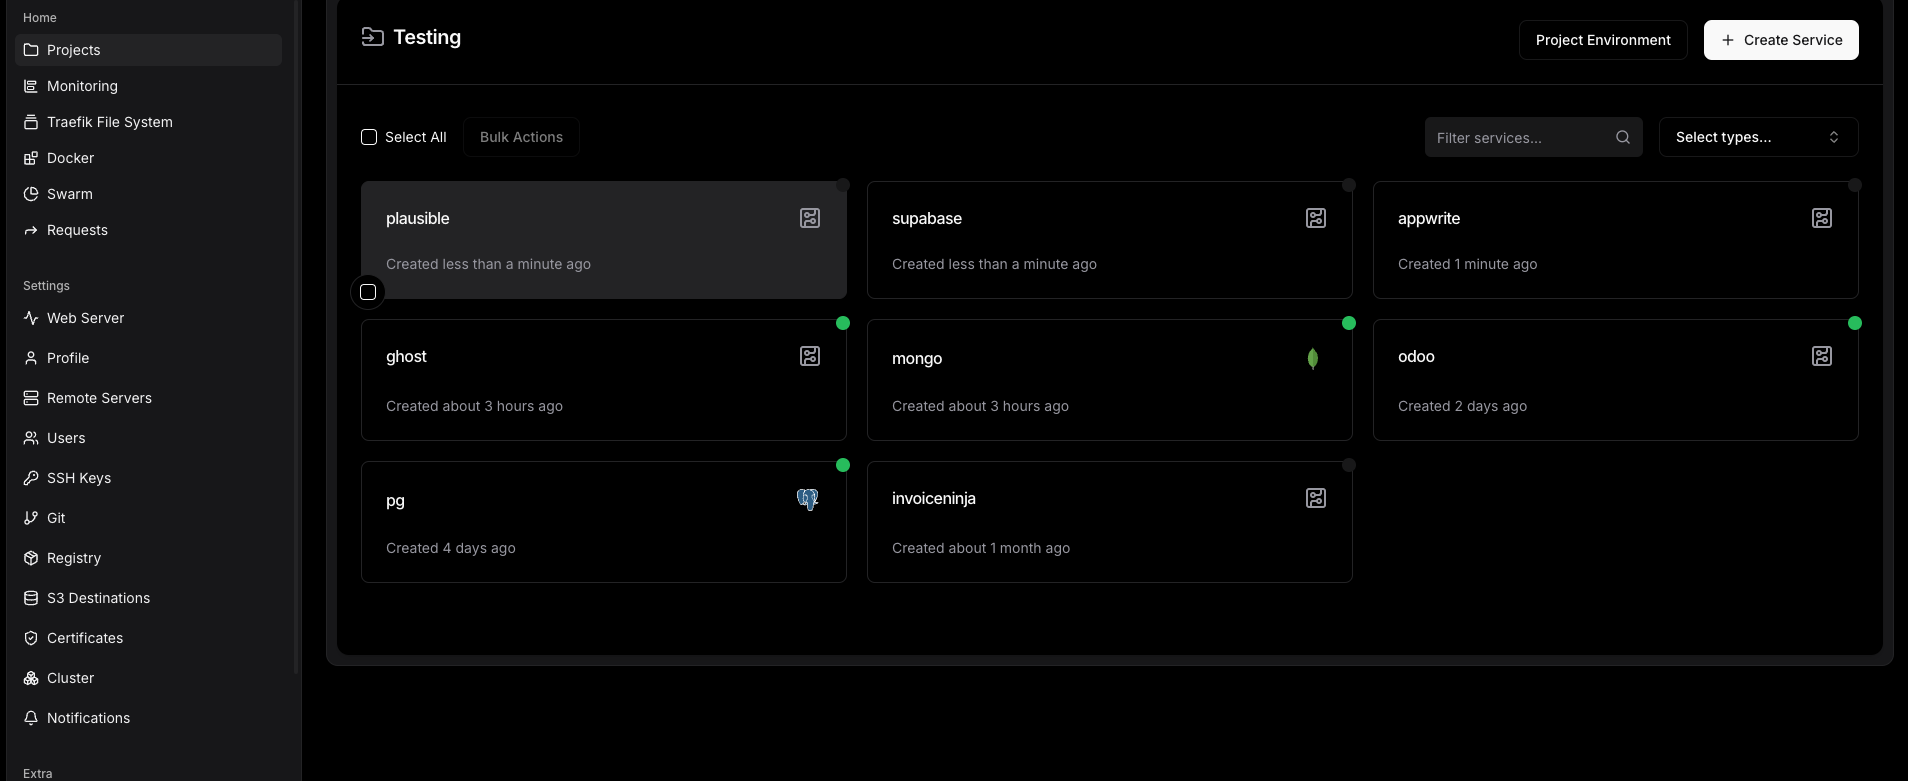 Home
Projects
Monitoring
Traefik File System
Docker
Swarm
Requests
Settings
Web Server
Profile
Remote Servers
Users
SSH Keys
Git
Registry
S3 Destinations
Certificates
Cluster
Notifications
Extra
Testing
Project Environment
Create Service
Select All
Bulk Actions
Filter services...
Select types...
plausible
Created less than a minute ago
supabase
Created less than a minute ago
appwrite
Created 1 minute ago
ghost
Created about 3 hours ago
mongo
Created about 3 hours ago
odoo
Created 2 days ago
pg
Created 4 days ago
invoiceninja
Created about 1 month ago